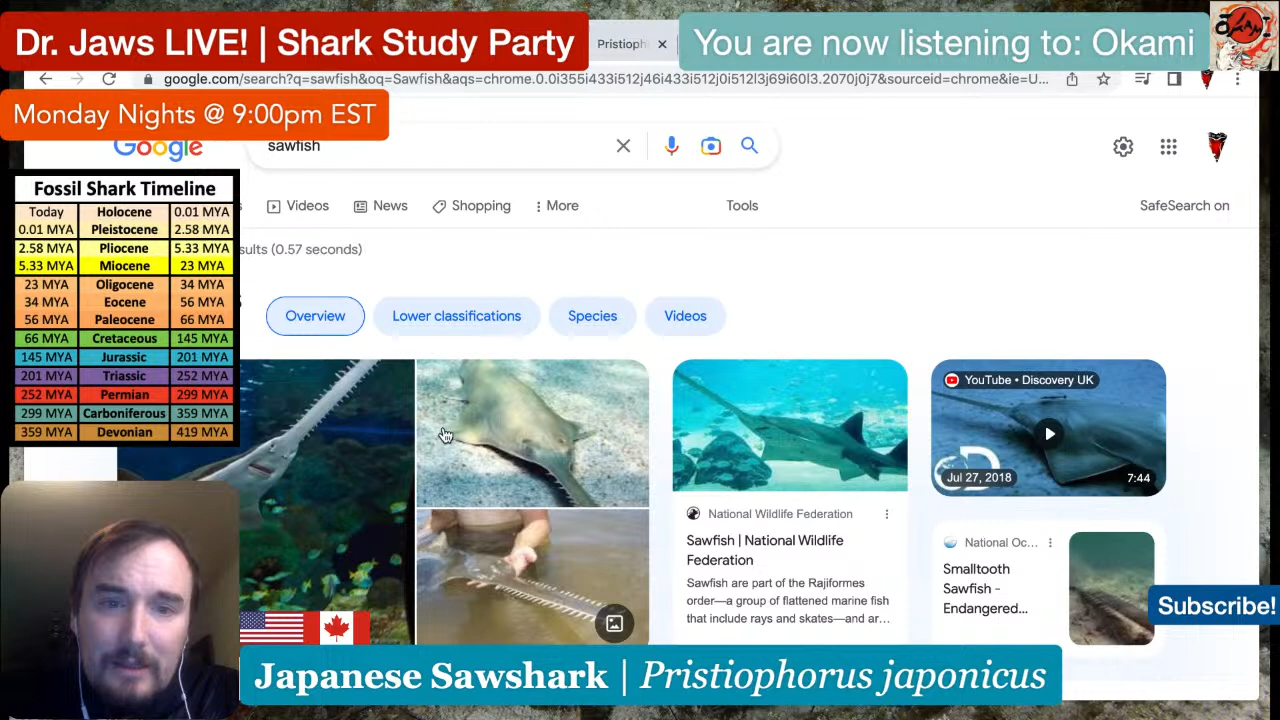 Dr. Jaws LIVE! | Shark Study Party
Pristioph
You are now listening to: Okami
google.com/search?q=sawfish&oq=Sawfish&aqs=chrome.0.0i355i433i512j46i433i512j0i512l3j69i60l3.2070j0j7&sourceid=chrome&ie=U...
Monday Nights @ 9:00pm EST
Google
sawfish
Fossil Shark Timeline
Today Holocene 0.01 MYA
0.01 MYA Pleistocene 2.58 MYA
2.58 MYA Pliocene 5.33 MYA
5.33 MYA Miocene 23 MYA
23 MYA Oligocene 34 MYA
34 MYA Eocene 56 MYA
56 MYA Paleocene 66 MYA
66 MYA Cretaceous 145 MYA
145 MYA Jurassic 201 MYA
201 MYA Triassic 252 MYA
252 MYA Permian 299 MYA
299 MYA Carboniferous 359 MYA
359 MYA Devonian 419 MYA
Videos News Shopping More Tools SafeSearch on
sults (0.57 seconds)
Overview Lower classifications Species Videos
YouTube • Discovery UK
Jul 27, 2018 7:44
National Wildlife Federation
Sawfish | National Wildlife
Federation
Sawfish are part of the Rajiformes
order—a group of flattened marine fish
that include rays and skates—and ar...
National Oc...
Smalltooth
Sawfish -
Endangered...
Subscribe!
Japanese Sawshark | Pristiophorus japonicus